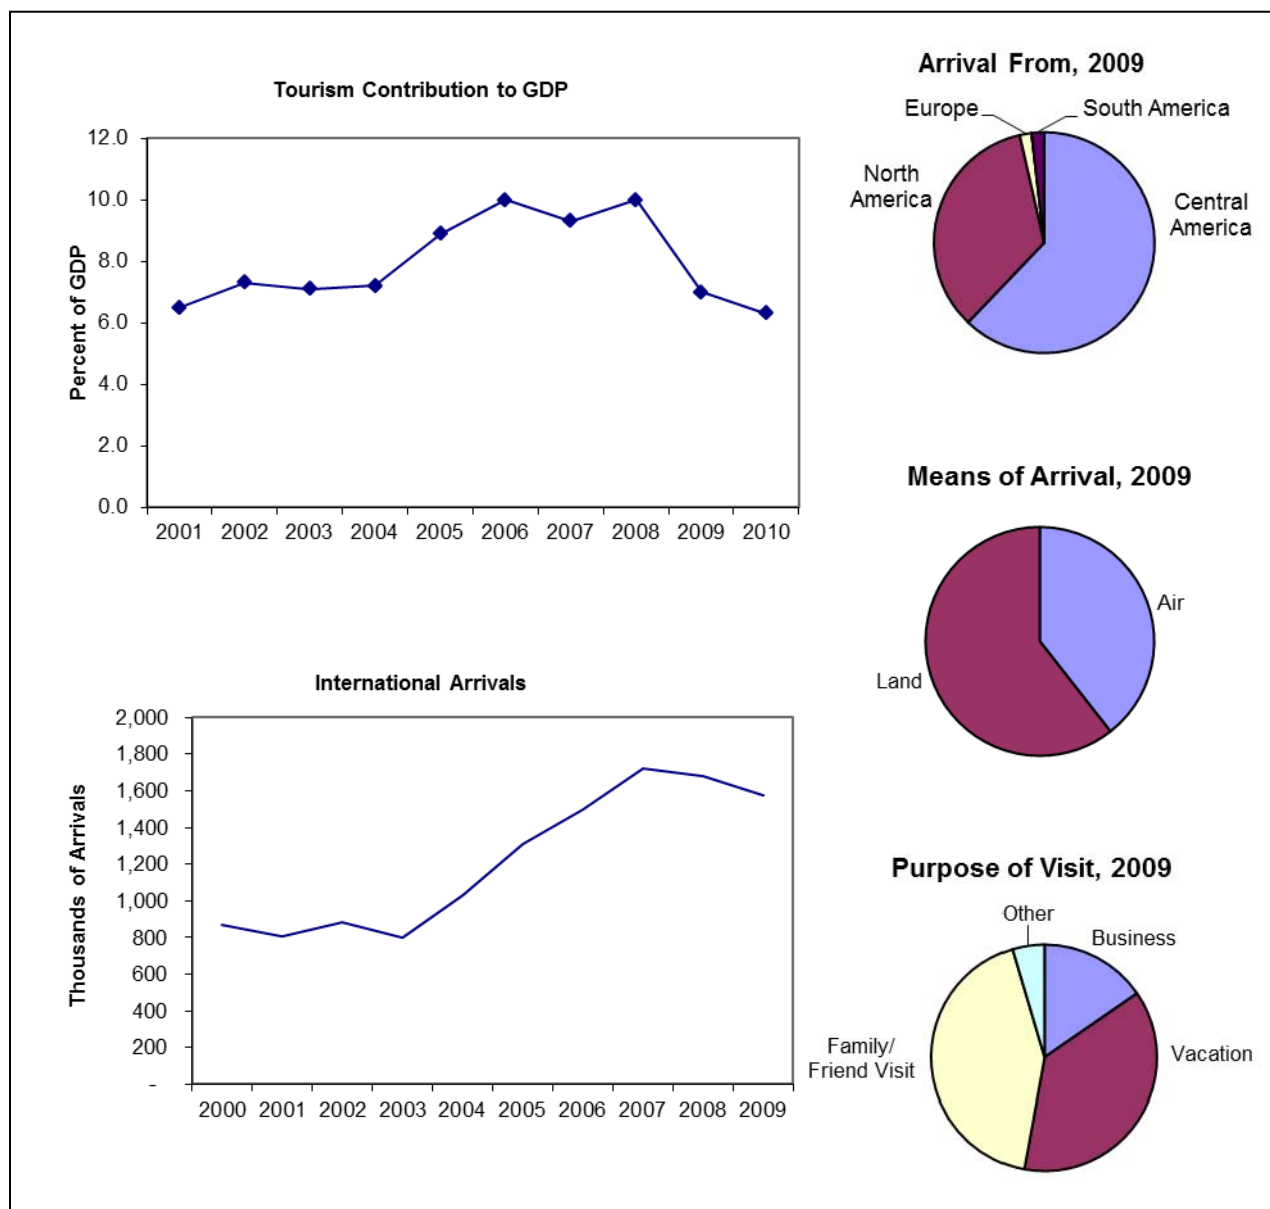 Tourism Contribution to GDP
12.0
10.0
8.0
6.0
4.0
2.0
0.0
Percent of GDP
2001 2002 2003 2004 2005 2006 2007 2008 2009 2010
International Arrivals
2,000
1,800
1,600
1,400
1,200
1,000
800
600
400
200
-
Thousands of Arrivals
2000 2001 2002 2003 2004 2005 2006 2007 2008 2009
Arrival From, 2009
Europe
South America
North
America
Central
America
Means of Arrival, 2009
Air
Land
Purpose of Visit, 2009
Other
Business
Family/
Friend Visit
Vacation